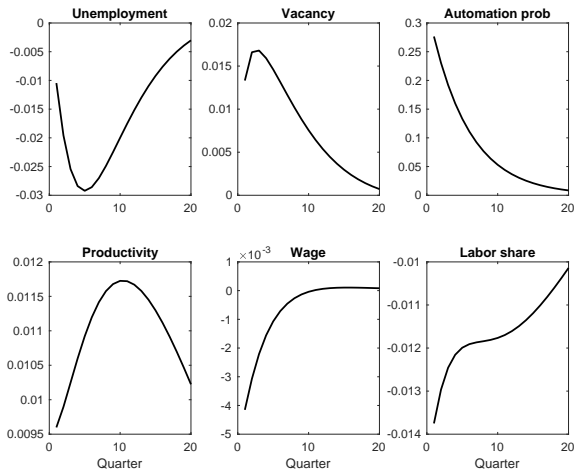 Unemployment
0
-0.005
-0.01
-0.015
-0.02
-0.025
-0.03
0 10 20
Vacancy
0.02
0.015
0.01
0.005
0
0 10 20
Automation prob
0.3
0.25
0.2
0.15
0.1
0.05
0
0 10 20
Productivity
0.012
0.0115
0.011
0.0105
0.01
0.0095
0 10 20
Quarter
Wage
×10⁻³
1
0
-1
-2
-3
-4
-5
0 10 20
Quarter
Labor share
-0.01
-0.011
-0.012
-0.013
-0.014
0 10 20
Quarter